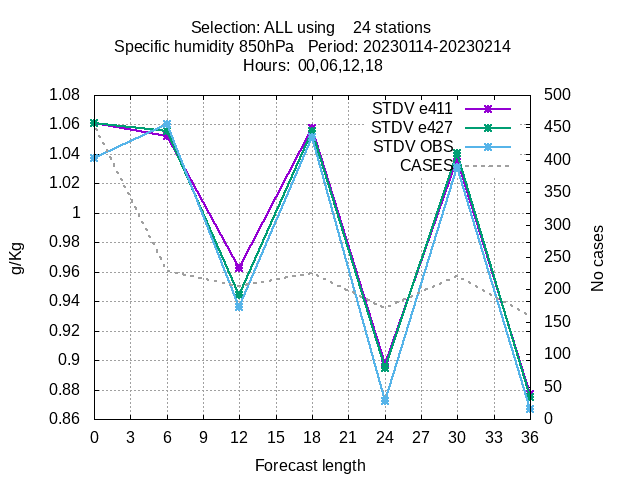 Selection: ALL using    24 stations
Specific humidity 850hPa   Period: 20230114-20230214
Hours:  00,06,12,18
STDV e411
STDV e427
STDV OBS
CASES
1.08
1.06
1.04
1.02
1
0.98
0.96
0.94
0.92
0.9
0.88
0.86
g/Kg
500
450
400
350
300
250
200
150
100
50
0
No cases
0 3 6 9 12 15 18 21 24 27 30 33 36
Forecast length